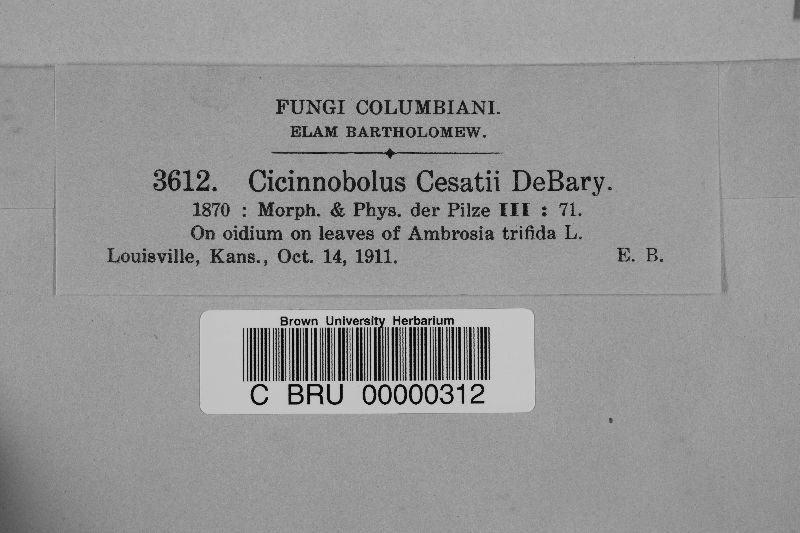 FUNGI COLUMBIANI.
ELAM BARTHOLOMEW.
3612. Cicinnobolus Cesatii DeBary.
1870 : Morph. & Phys. der Pilze III : 71.
On oidium on leaves of Ambrosia trifida L.
Louisville, Kans., Oct. 14, 1911. E. B.
Brown University Herbarium
C BRU 00000312